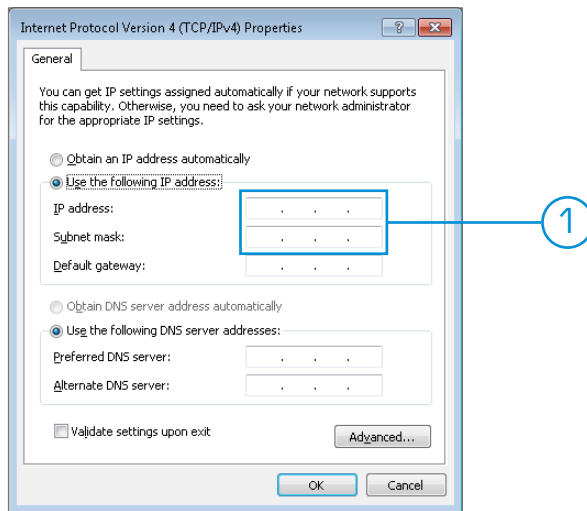 Internet Protocol Version 4 (TCP/IPv4) Properties
General
You can get IP settings assigned automatically if your network supports
this capability. Otherwise, you need to ask your network administrator
for the appropriate IP settings.
Obtain an IP address automatically
Use the following IP address:
IP address: . . .
Subnet mask: . . .
1
Default gateway: . . .
Obtain DNS server address automatically
Use the following DNS server addresses:
Preferred DNS server: . . .
Alternate DNS server: . . .
Validate settings upon exit
Advanced...
OK Cancel